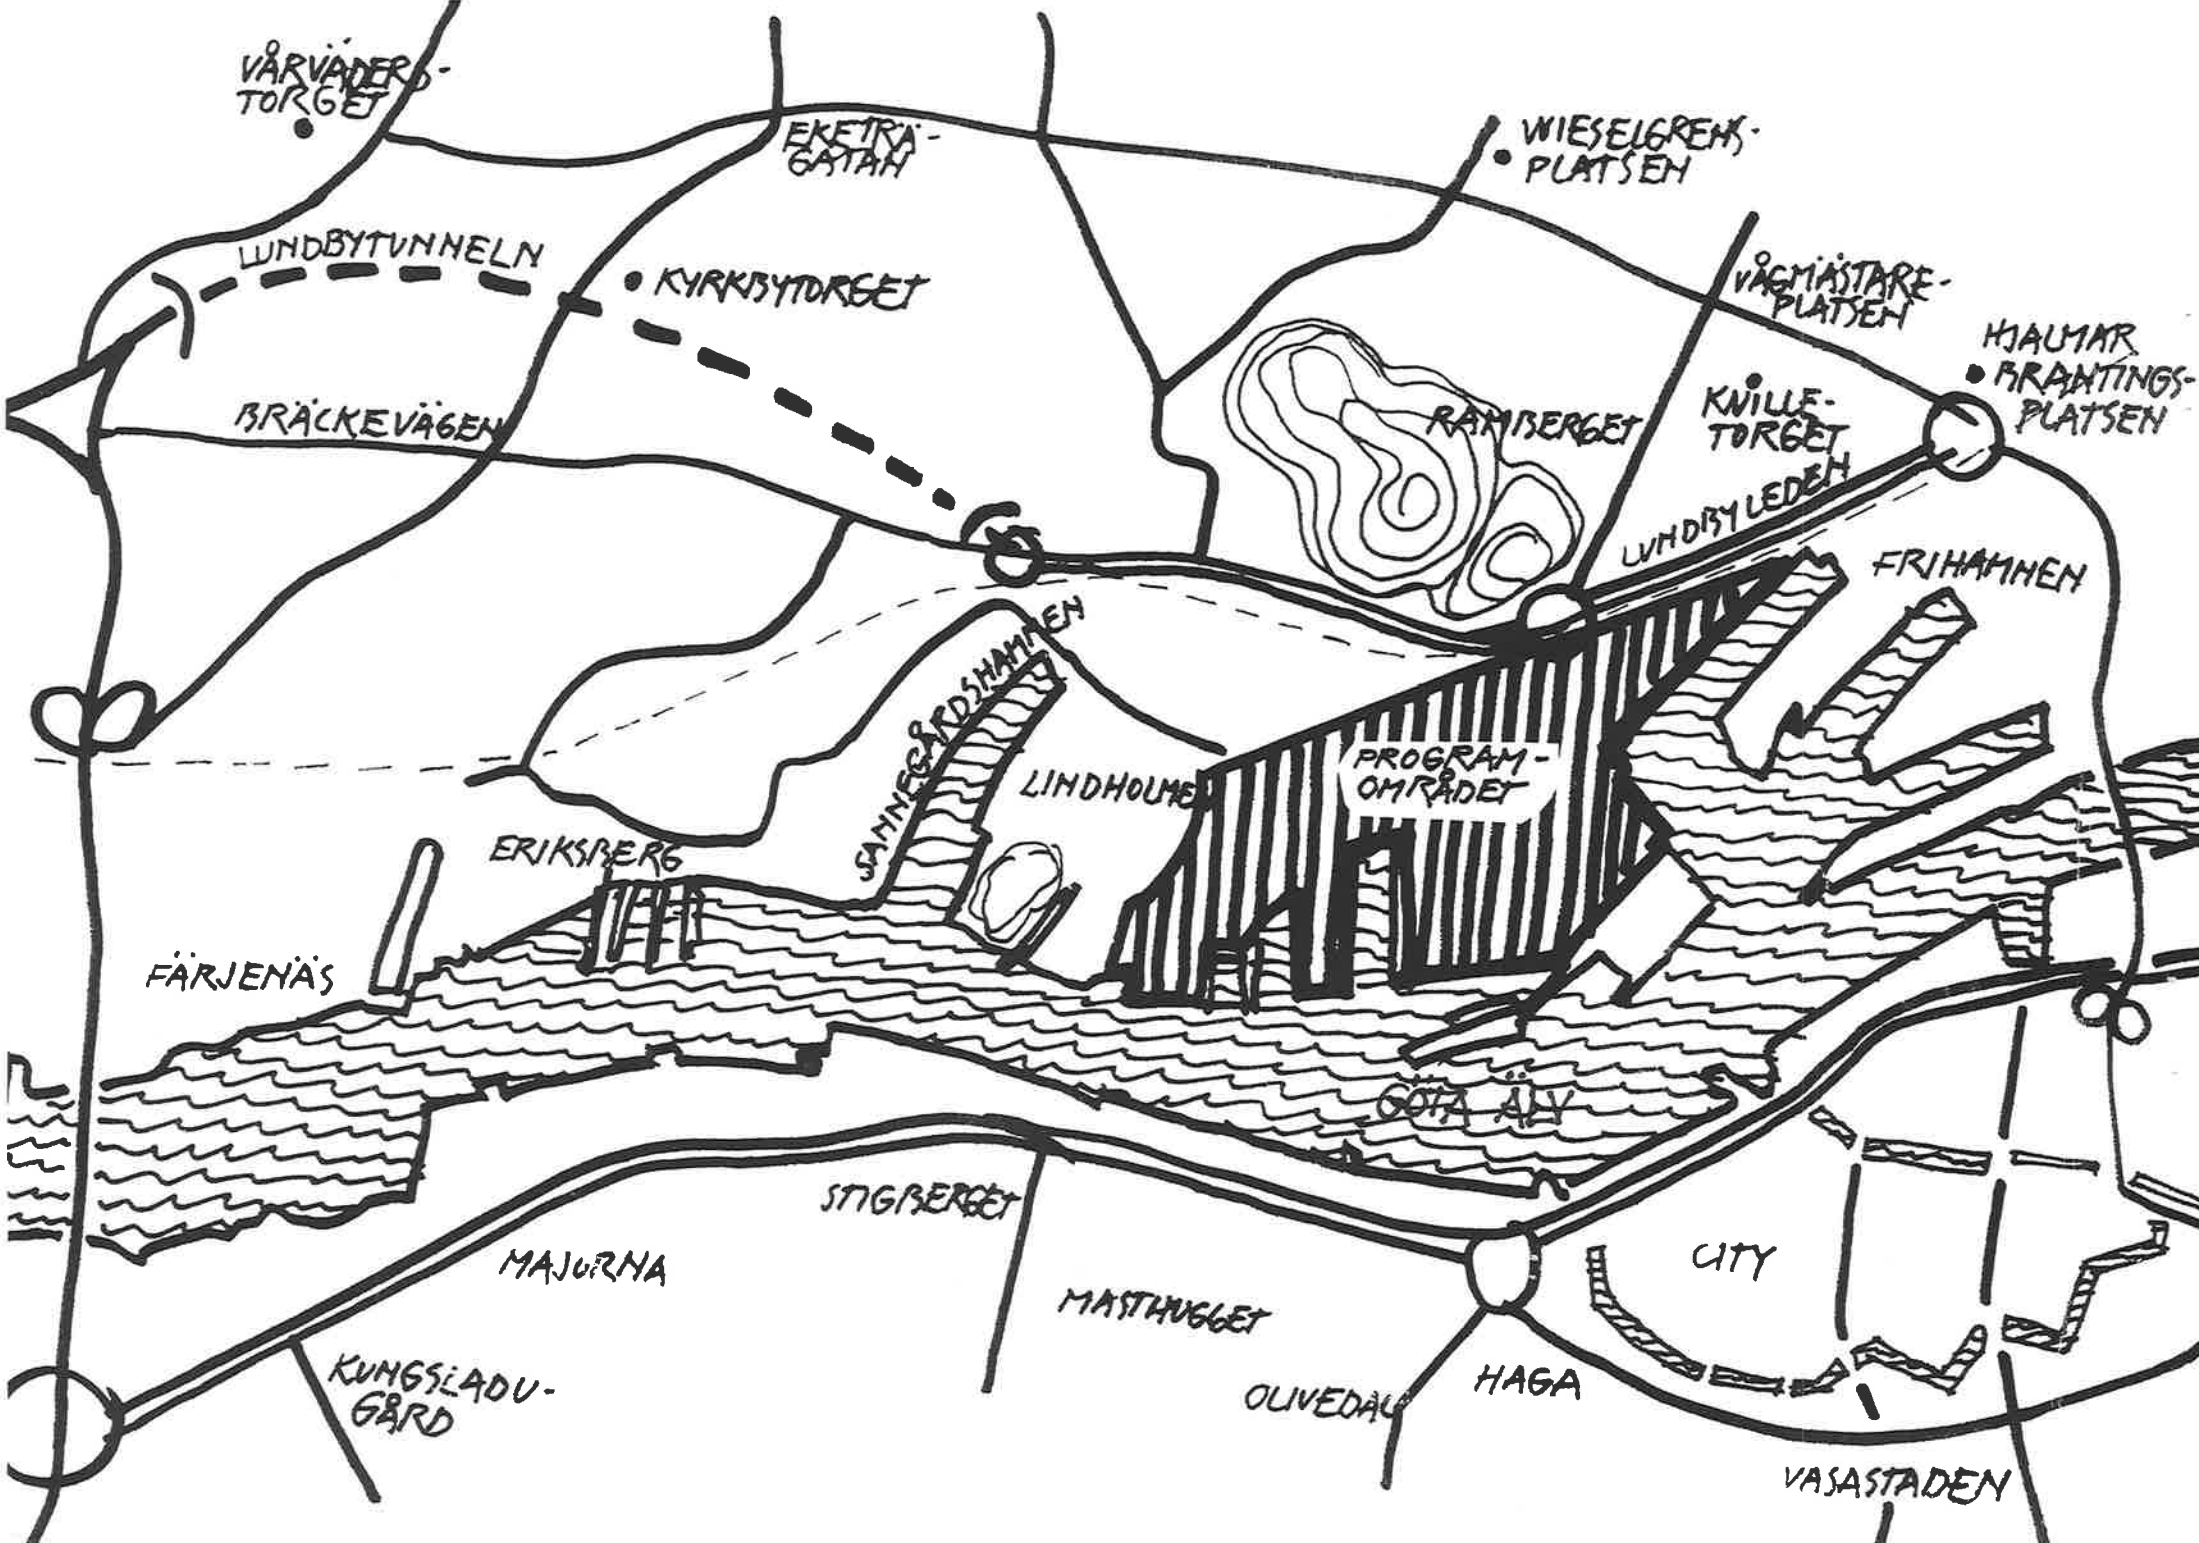 VÅRVÄDERS-
TORGET
EKETRÄ-
GATAN
WIESELGRENS-
PLATSEN
LUNDBYTUNNELN
KYRKBYTORGET
VÅGMÄSTARE-
PLATSEN
HJALMAR
BRANTINGS-
PLATSEN
BRÄCKEVÄGEN
RAMBERGET
KNILLE-
TORGET
LUNDBYLEDEN
FRIHAMNEN
SANNEGÅRDSHAMNEN
LINDHOLMEN
PROGRAM-
OMRÅDET
ERIKSBERG
FÄRJENÄS
GÖTA ÄLV
STIGBERGET
MAJORNA
MASTHUGGET
CITY
KUNGSLADU-
GÅRD
OLIVEDAL
HAGA
VASASTADEN